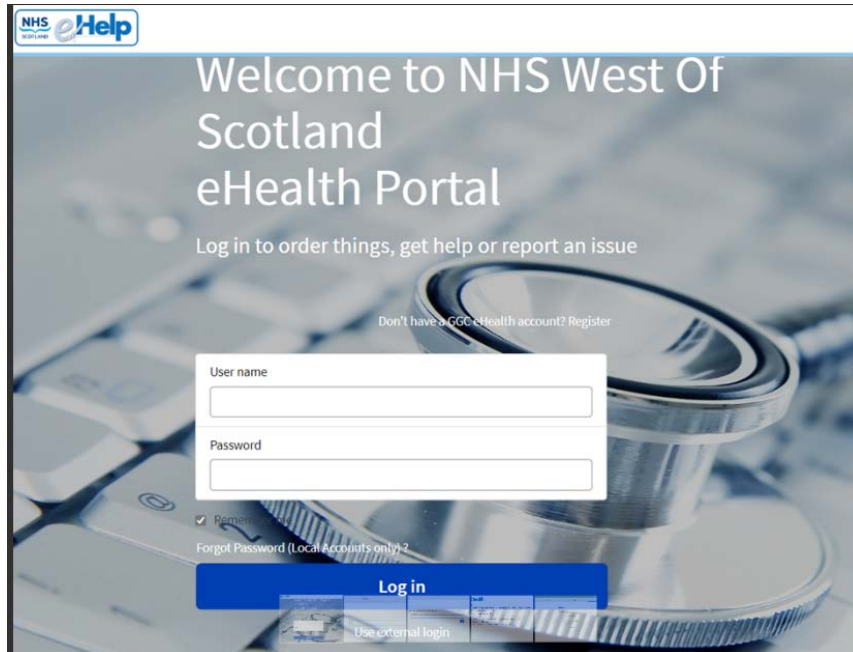 NHS
SCOTLAND
eHelp
Welcome to NHS West Of
Scotland
eHealth Portal
Log in to order things, get help or report an issue
Don't have a GGC eHealth account? Register
User name
Password
Remember me
Forgot Password (Local Accounts only) ?
Log in
Use external login